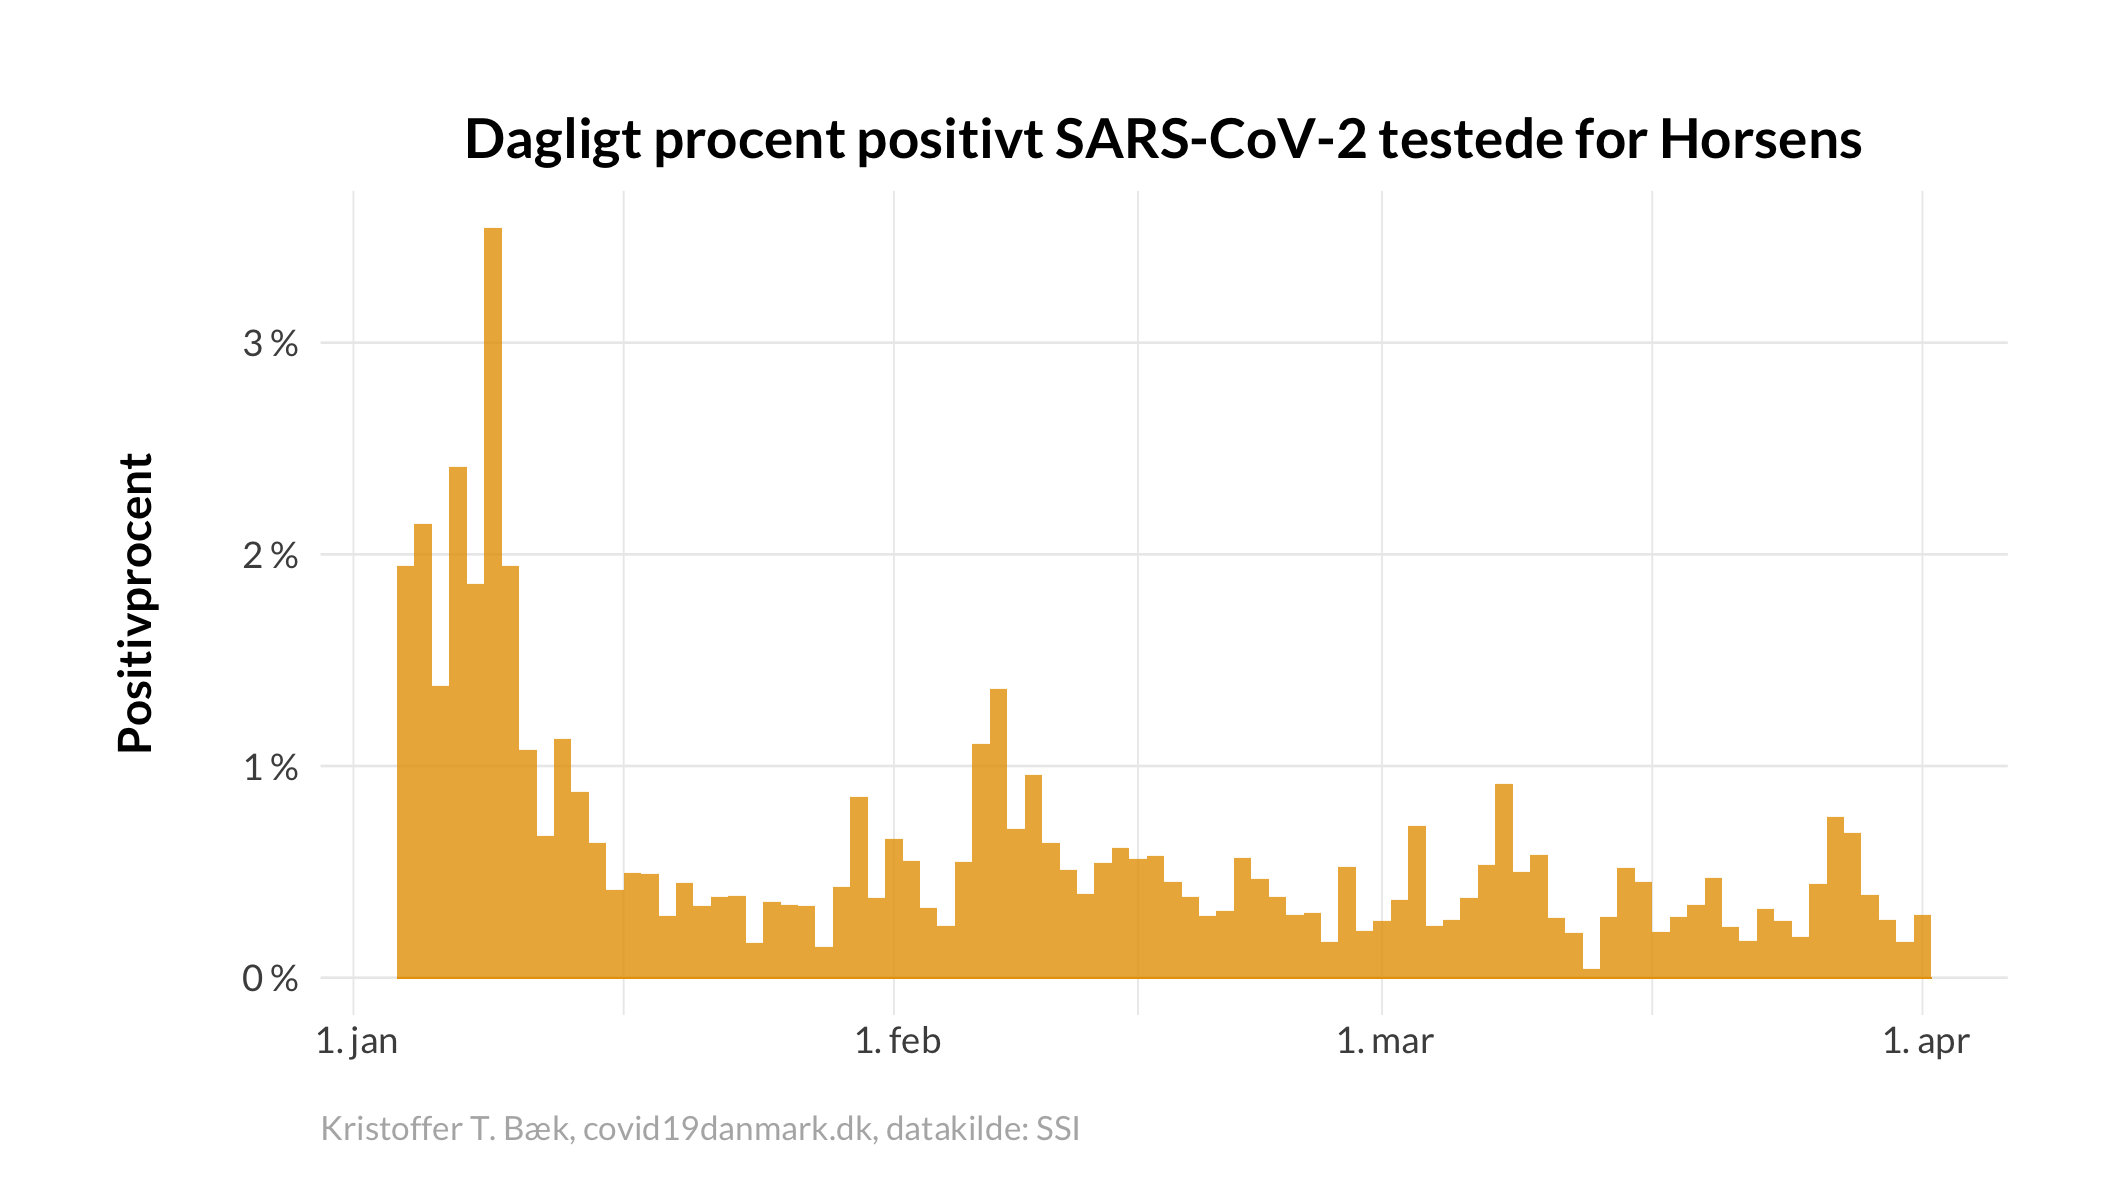 Dagligt procent positivt SARS-CoV-2 testede for Horsens
Positivprocent
3 %
2 %
1 %
0 %
1. jan
1. feb
1. mar
1. apr
Kristoffer T. Bæk, covid19danmark.dk, datakilde: SSI